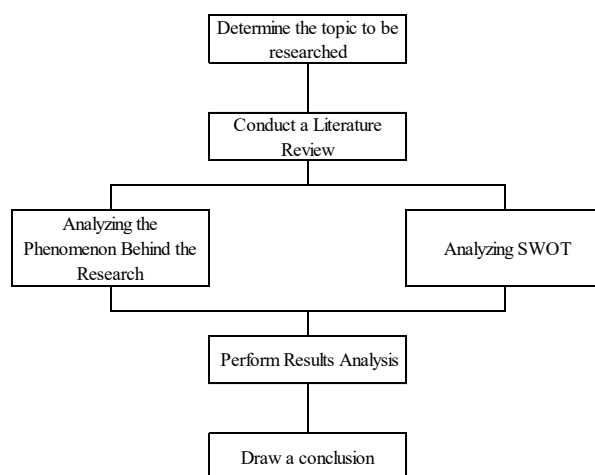 Determine the topic to be
researched
Conduct a Literature
Review
Analyzing the
Phenomenon Behind the
Research
Analyzing SWOT
Perform Results Analysis
Draw a conclusion